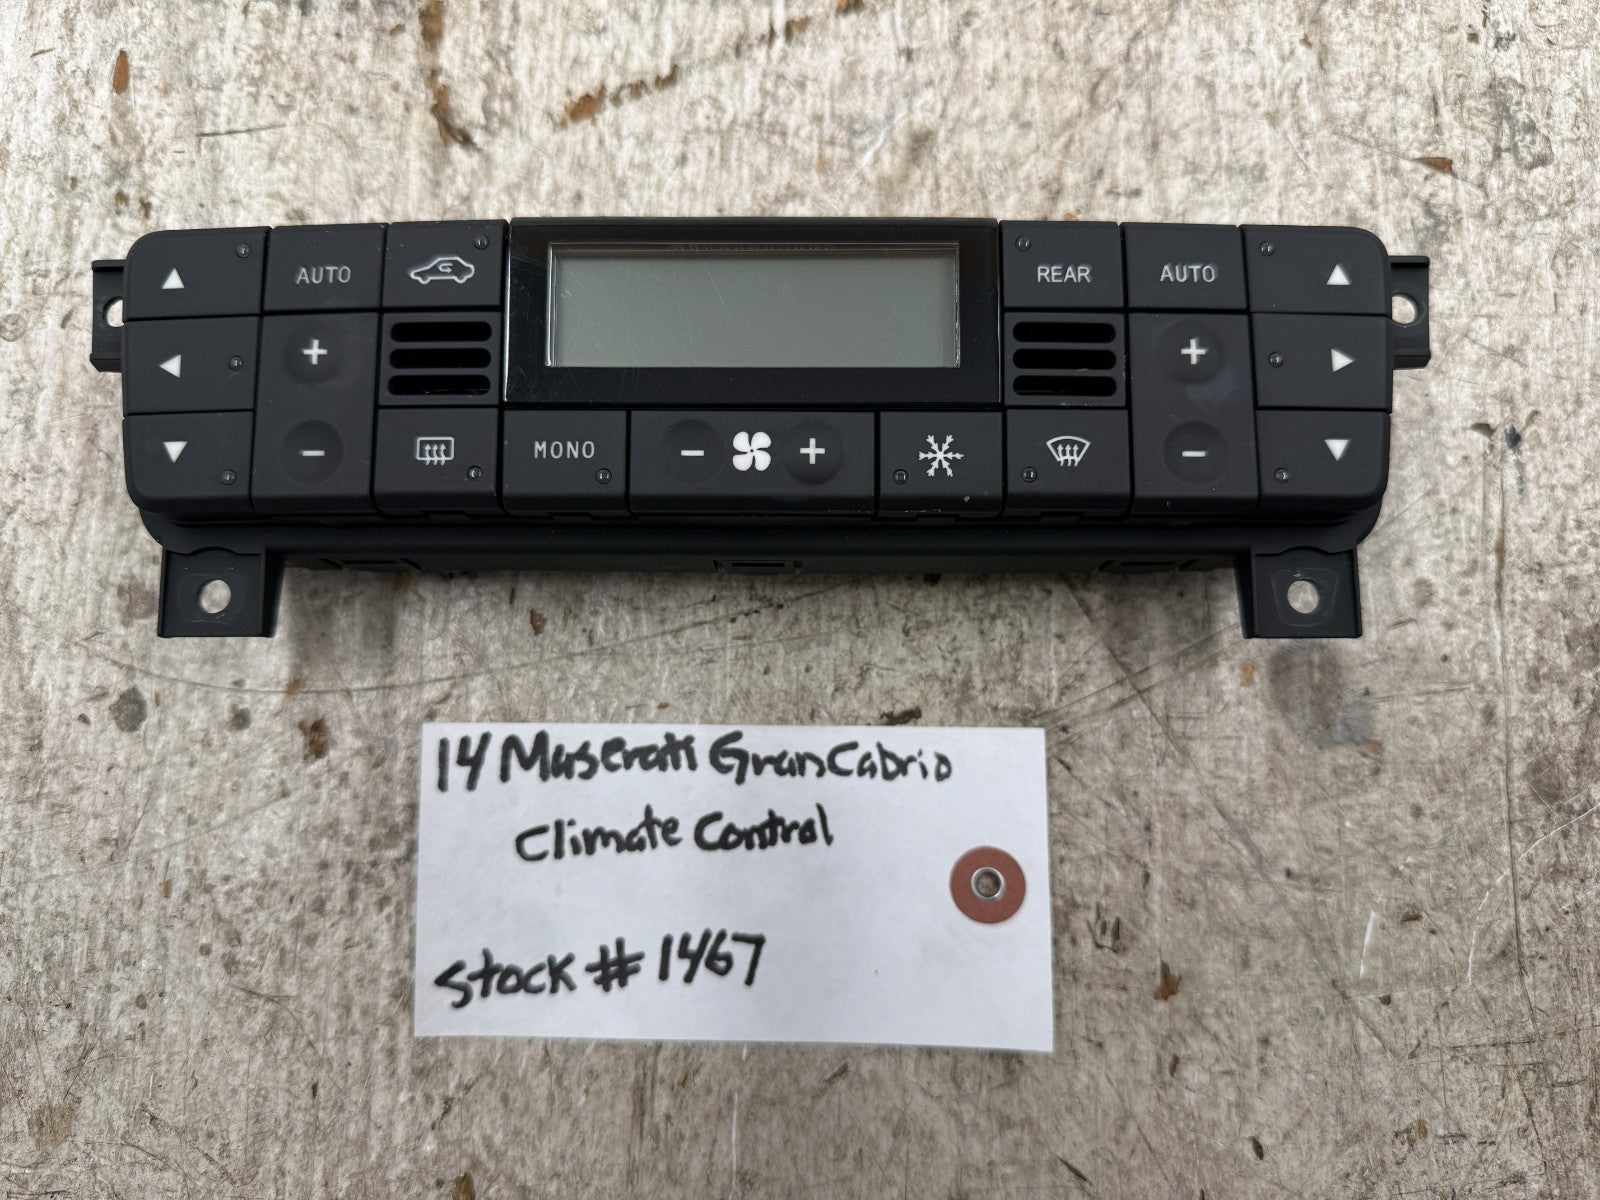 AUTO
REAR
AUTO
+
+
-
MONO
- +
-
14 Maserati GranCabrio
Climate Control
Stock # 1467